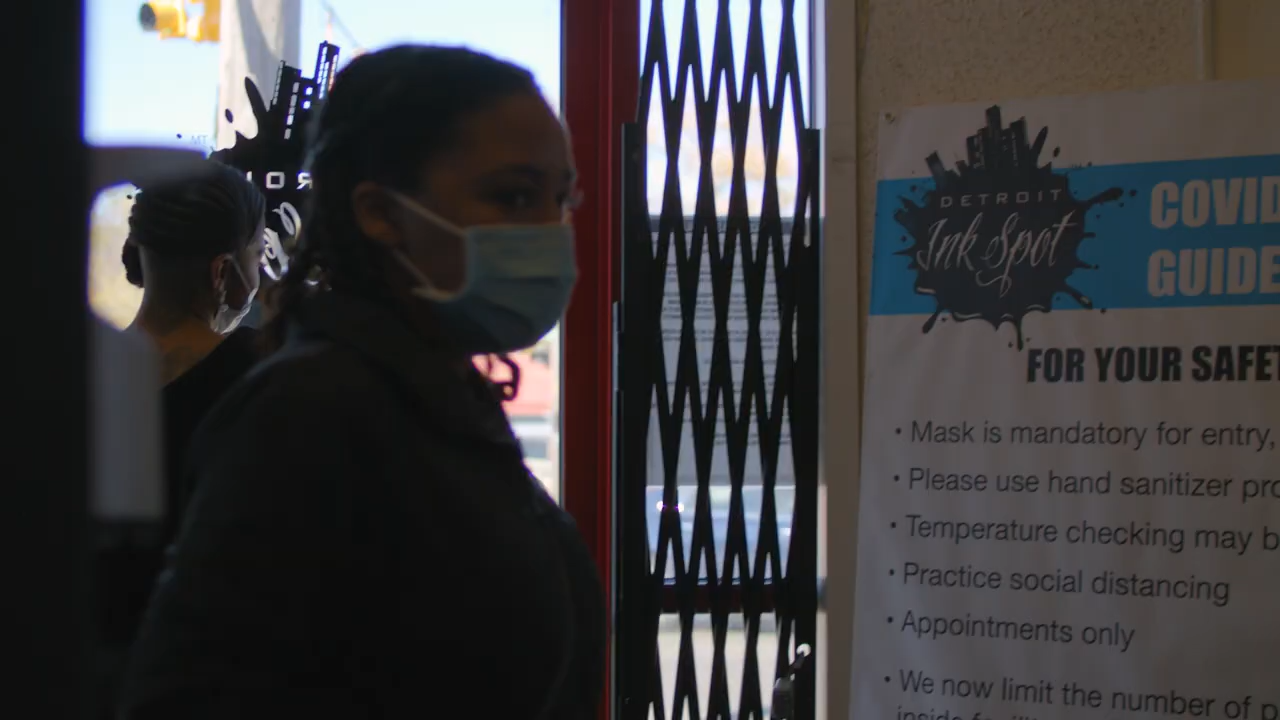 DETROIT
Ink Spot
COVID
GUIDE
FOR YOUR SAFET
• Mask is mandatory for entry,
• Please use hand sanitizer pro
• Temperature checking may b
• Practice social distancing
• Appointments only
• We now limit the number of p